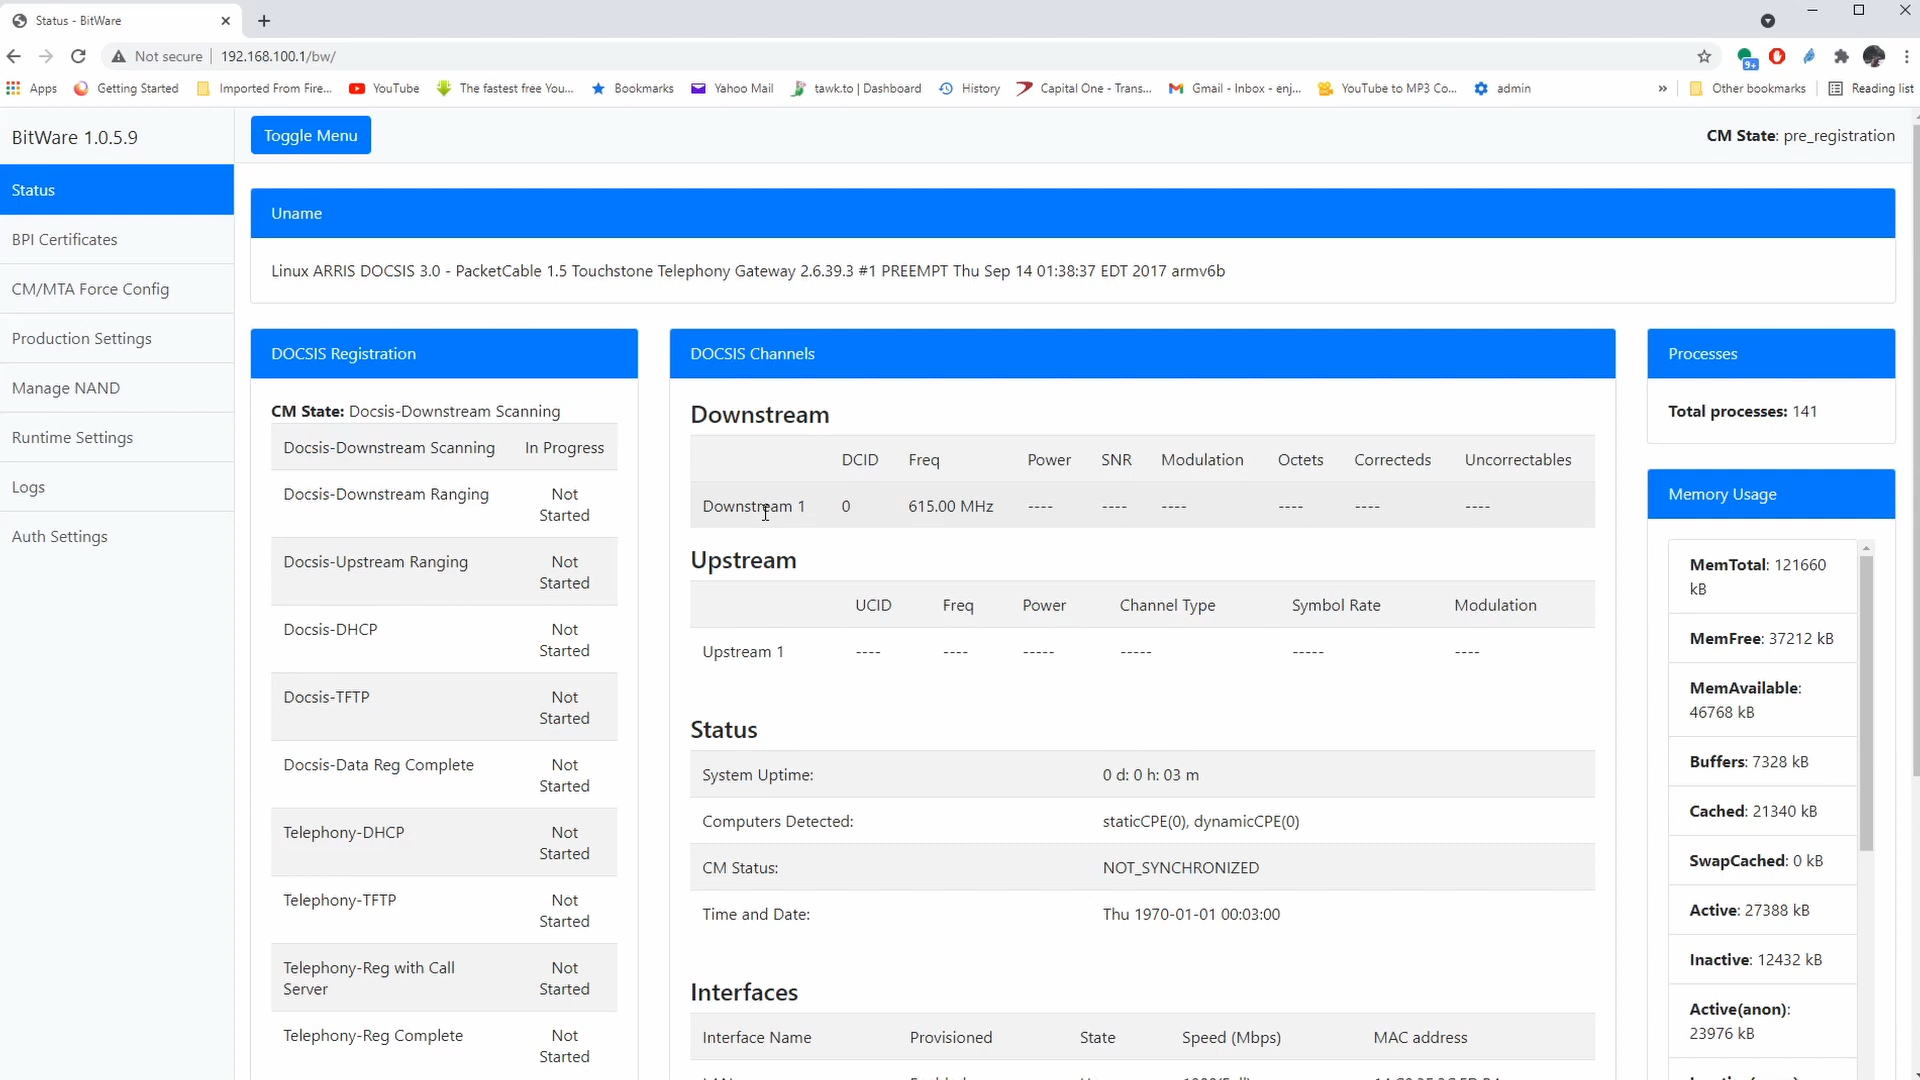 Status - BitWare
Not secure | 192.168.100.1/bw/
9+
Apps Getting Started Imported From Fire... YouTube The fastest free You... Bookmarks Yahoo Mail tawk.to | Dashboard History Capital One - Trans... Gmail - Inbox - enj... YouTube to MP3 Co... admin » Other bookmarks Reading list
BitWare 1.0.5.9
Toggle Menu
CM State: pre_registration
Status
BPI Certificates
CM/MTA Force Config
Production Settings
Manage NAND
Runtime Settings
Logs
Auth Settings
Uname
Linux ARRIS DOCSIS 3.0 - PacketCable 1.5 Touchstone Telephony Gateway 2.6.39.3 #1 PREEMPT Thu Sep 14 01:38:37 EDT 2017 armv6b
DOCSIS Registration
CM State: Docsis-Downstream Scanning
Docsis-Downstream Scanning In Progress
Docsis-Downstream Ranging Not
Started
Docsis-Upstream Ranging Not
Started
Docsis-DHCP Not
Started
Docsis-TFTP Not
Started
Docsis-Data Reg Complete Not
Started
Telephony-DHCP Not
Started
Telephony-TFTP Not
Started
Telephony-Reg with Call Not
Server Started
Telephony-Reg Complete Not
Started
DOCSIS Channels
Downstream
DCID Freq Power SNR Modulation Octets Correcteds Uncorrectables
Downstream 1 0 615.00 MHz ---- ---- ---- ---- ---- ----
Upstream
UCID Freq Power Channel Type Symbol Rate Modulation
Upstream 1 ---- ---- ----- ----- ----- ----
Status
System Uptime: 0 d: 0 h: 03 m
Computers Detected: staticCPE(0), dynamicCPE(0)
CM Status: NOT_SYNCHRONIZED
Time and Date: Thu 1970-01-01 00:03:00
Interfaces
Interface Name Provisioned State Speed (Mbps) MAC address
Processes
Total processes: 141
Memory Usage
MemTotal: 121660
kB
MemFree: 37212 kB
MemAvailable:
46768 kB
Buffers: 7328 kB
Cached: 21340 kB
SwapCached: 0 kB
Active: 27388 kB
Inactive: 12432 kB
Active(anon):
23976 kB